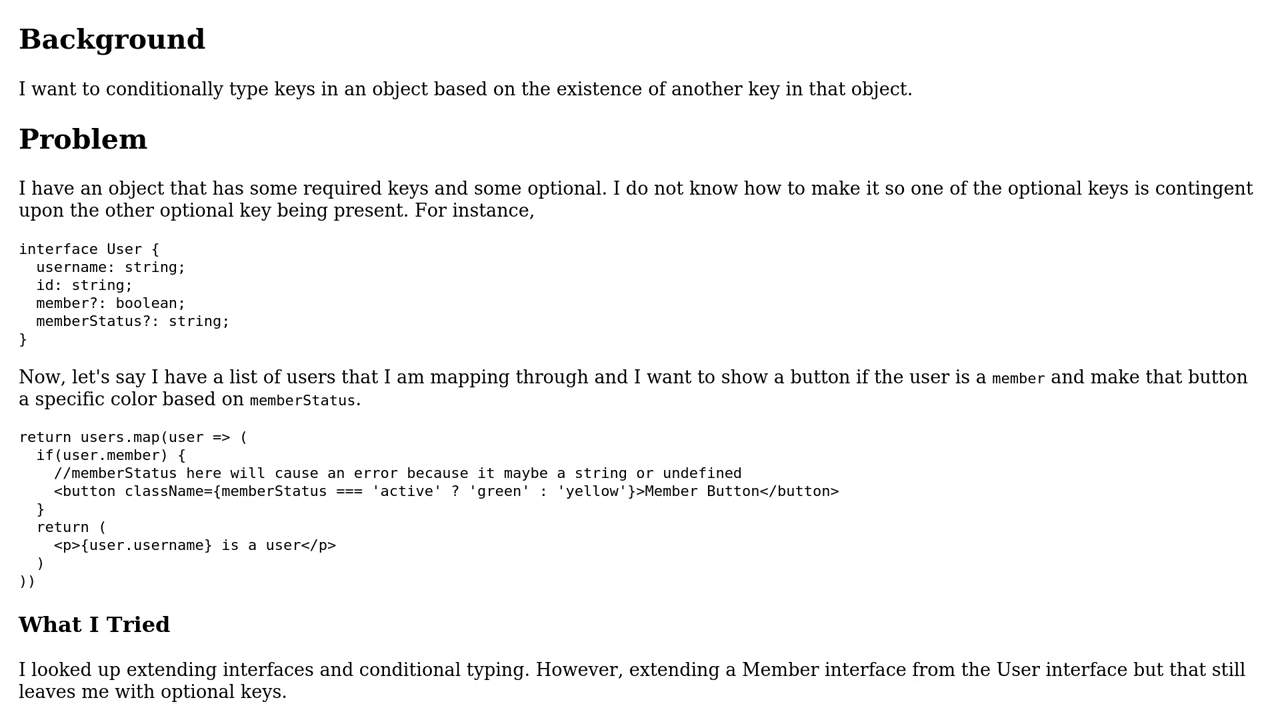 Background
I want to conditionally type keys in an object based on the existence of another key in that object.
Problem
I have an object that has some required keys and some optional. I do not know how to make it so one of the optional keys is contingent
upon the other optional key being present. For instance,
interface User {
  username: string;
  id: string;
  member?: boolean;
  memberStatus?: string;
}
Now, let's say I have a list of users that I am mapping through and I want to show a button if the user is a member and make that button
a specific color based on memberStatus.
return users.map(user => (
  if(user.member) {
    //memberStatus here will cause an error because it maybe a string or undefined
    <button className={memberStatus === 'active' ? 'green' : 'yellow'}>Member Button</button>
  }
  return (
    <p>{user.username} is a user</p>
  )
))
What I Tried
I looked up extending interfaces and conditional typing. However, extending a Member interface from the User interface but that still
leaves me with optional keys.